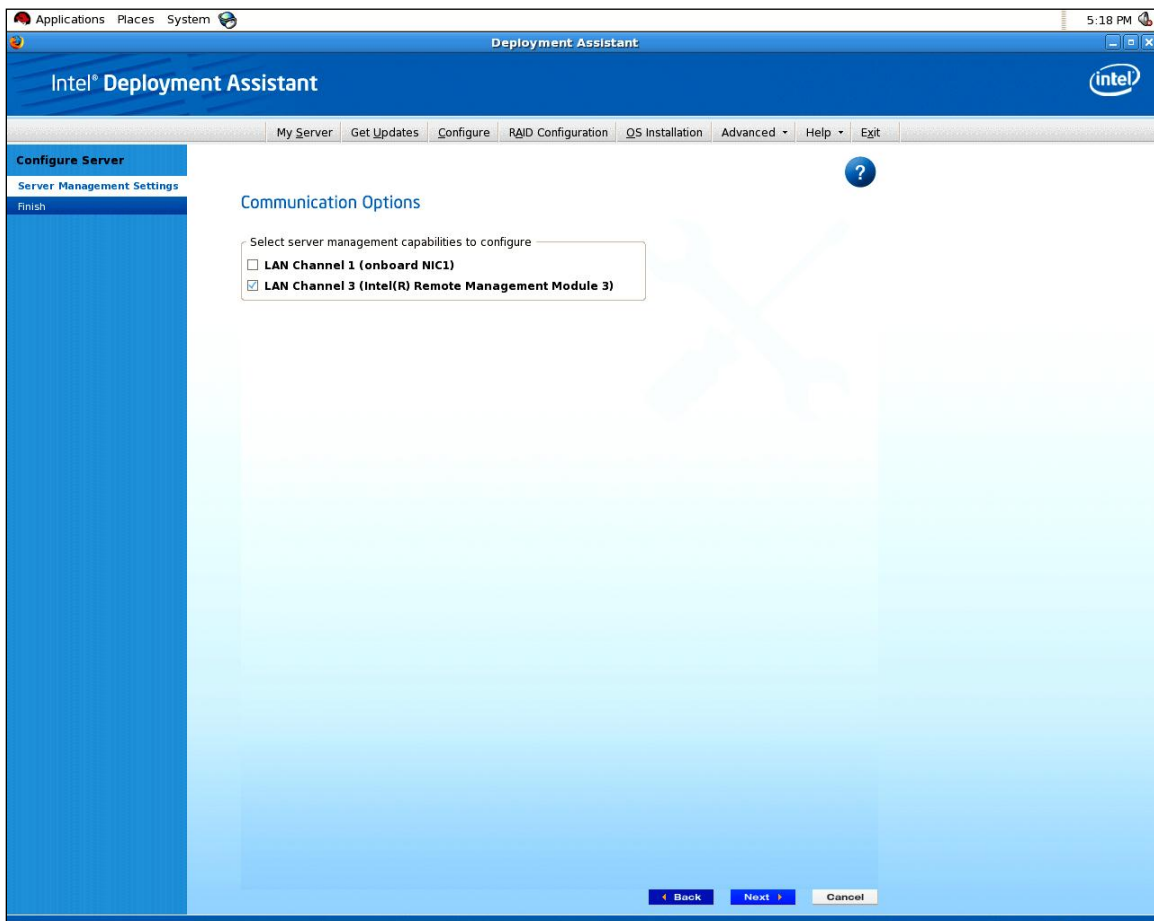 Applications Places System
5:18 PM
Deployment Assistant
Intel® Deployment Assistant
intel
My Server Get Updates Configure RAID Configuration OS Installation Advanced Help Exit
Configure Server
Server Management Settings
Finish
?
Communication Options
Select server management capabilities to configure
LAN Channel 1 (onboard NIC1)
LAN Channel 3 (Intel(R) Remote Management Module 3)
Back Next Cancel